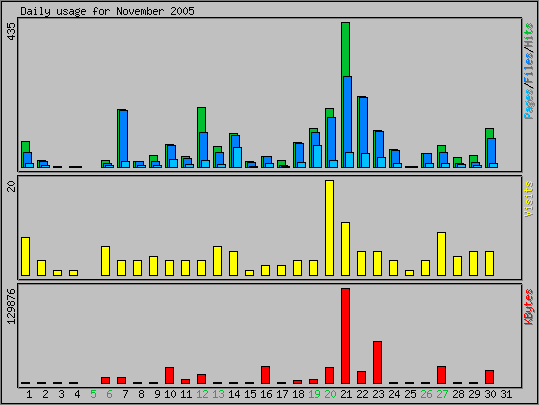 Daily usage for November 2005
435
Pages/Files/Hits
20
Visits
129876
KBytes
1 2 3 4 5 6 7 8 9 10 11 12 13 14 15 16 17 18 19 20 21 22 23 24 25 26 27 28 29 30 31